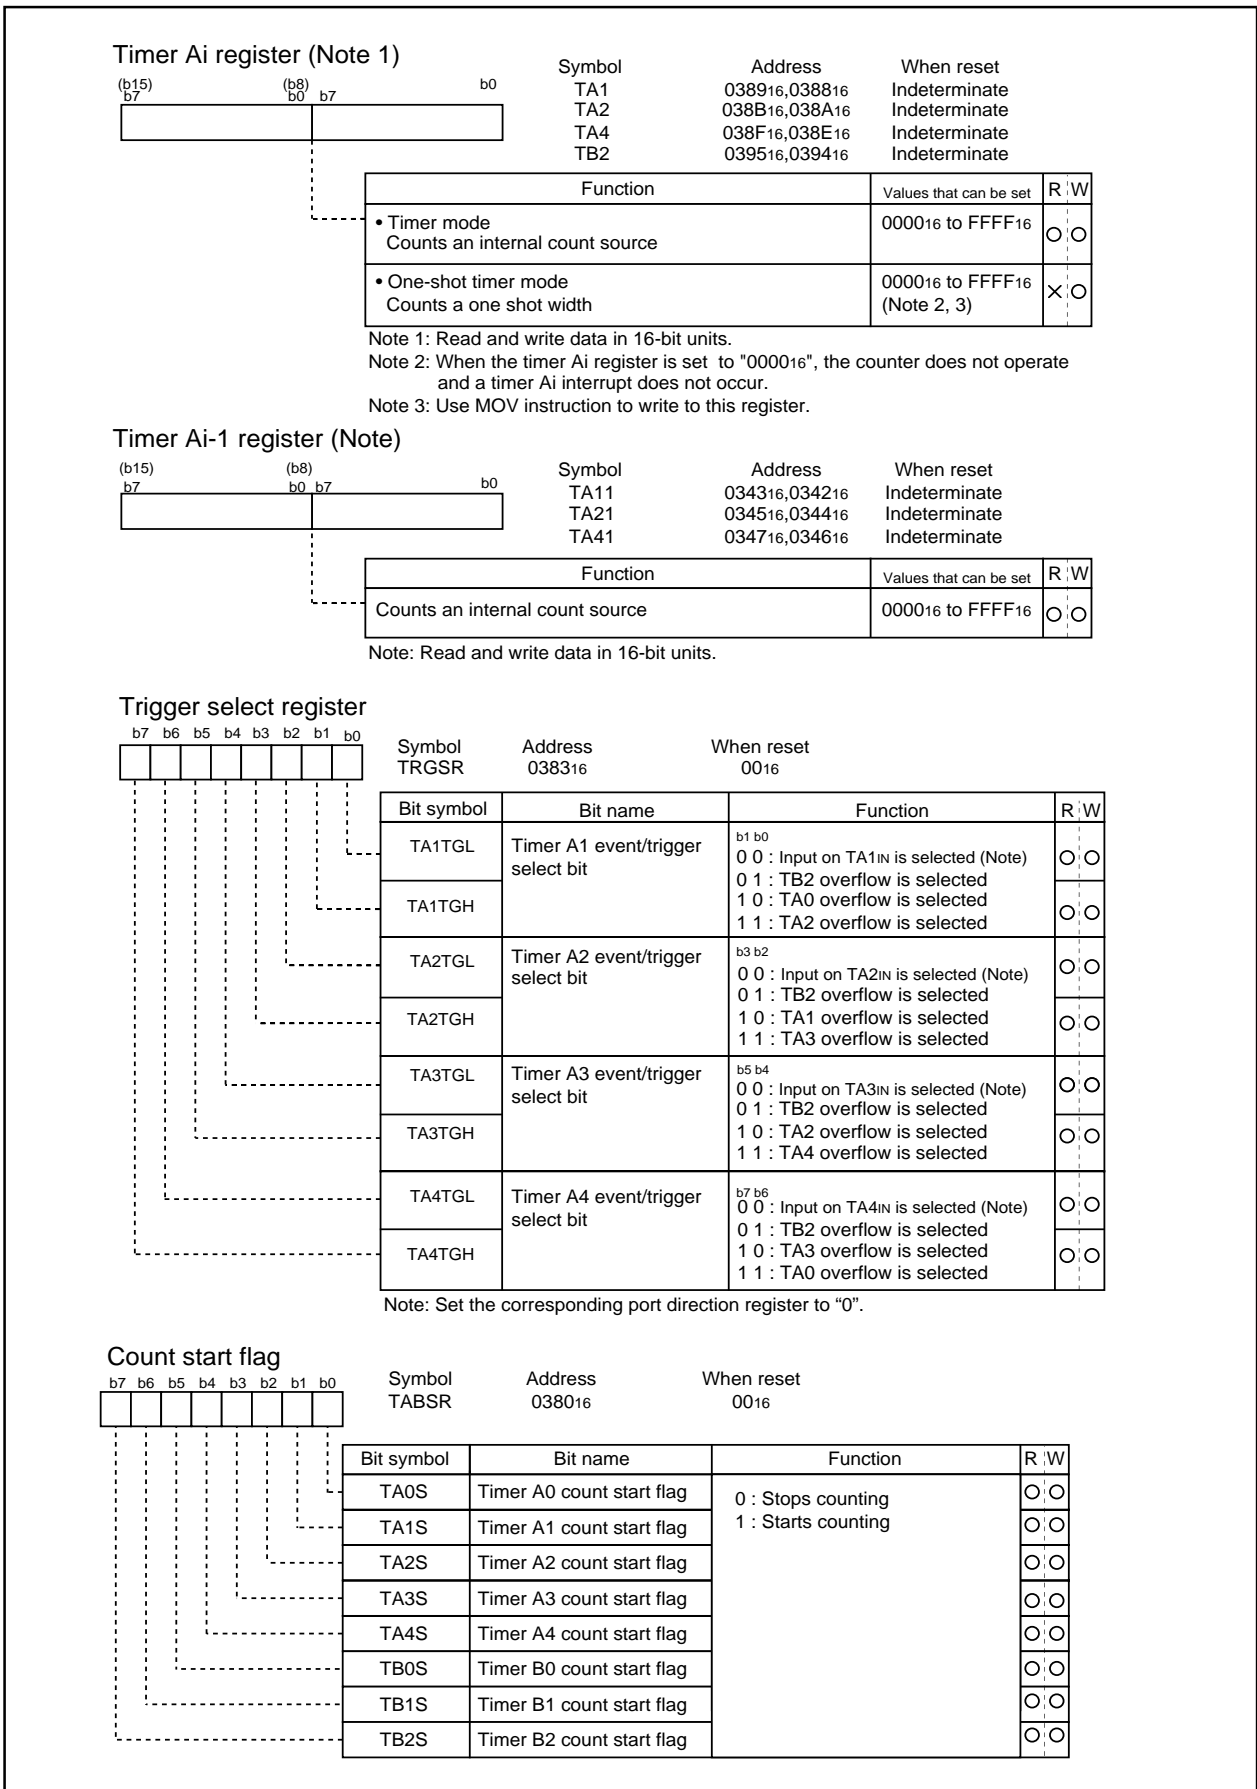 Timer Ai register (Note 1)
Symbol Address When reset
(b15) (b8)
b7 b0 b7 b0
TA1 038916,038816 Indeterminate
TA2 038B16,038A16 Indeterminate
TA4 038F16,038E16 Indeterminate
TB2 039516,039416 Indeterminate
Function Values that can be set R W
• Timer mode 000016 to FFFF16
Counts an internal count source
• One-shot timer mode 000016 to FFFF16
Counts a one shot width (Note 2, 3)
Note 1: Read and write data in 16-bit units.
Note 2: When the timer Ai register is set to "000016", the counter does not operate
and a timer Ai interrupt does not occur.
Note 3: Use MOV instruction to write to this register.
Timer Ai-1 register (Note)
(b15) (b8)
b7 b0 b7 b0
Symbol Address When reset
TA11 034316,034216 Indeterminate
TA21 034516,034416 Indeterminate
TA41 034716,034616 Indeterminate
Function Values that can be set R W
Counts an internal count source 000016 to FFFF16
Note: Read and write data in 16-bit units.
Trigger select register
b7 b6 b5 b4 b3 b2 b1 b0
Symbol Address When reset
TRGSR 038316 0016
Bit symbol Bit name Function R W
TA1TGL Timer A1 event/trigger
select bit
b1 b0
0 0 : Input on TA1IN is selected (Note)
0 1 : TB2 overflow is selected
TA1TGH 1 0 : TA0 overflow is selected
1 1 : TA2 overflow is selected
TA2TGL Timer A2 event/trigger
select bit
b3 b2
0 0 : Input on TA2IN is selected (Note)
0 1 : TB2 overflow is selected
TA2TGH 1 0 : TA1 overflow is selected
1 1 : TA3 overflow is selected
TA3TGL Timer A3 event/trigger
select bit
b5 b4
0 0 : Input on TA3IN is selected (Note)
0 1 : TB2 overflow is selected
TA3TGH 1 0 : TA2 overflow is selected
1 1 : TA4 overflow is selected
TA4TGL Timer A4 event/trigger
select bit
b7 b6
0 0 : Input on TA4IN is selected (Note)
0 1 : TB2 overflow is selected
TA4TGH 1 0 : TA3 overflow is selected
1 1 : TA0 overflow is selected
Note: Set the corresponding port direction register to “0”.
Count start flag
b7 b6 b5 b4 b3 b2 b1 b0
Symbol Address When reset
TABSR 038016 0016
Bit symbol Bit name Function R W
TA0S Timer A0 count start flag 0 : Stops counting
TA1S Timer A1 count start flag 1 : Starts counting
TA2S Timer A2 count start flag
TA3S Timer A3 count start flag
TA4S Timer A4 count start flag
TB0S Timer B0 count start flag
TB1S Timer B1 count start flag
TB2S Timer B2 count start flag